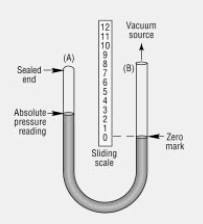 Vacuum
source
(A)
(B)
Sealed
end
12
11
10
9
8
7
6
5
4
3
2
1
0
Absolute
pressure
reading
Zero
mark
Sliding
scale